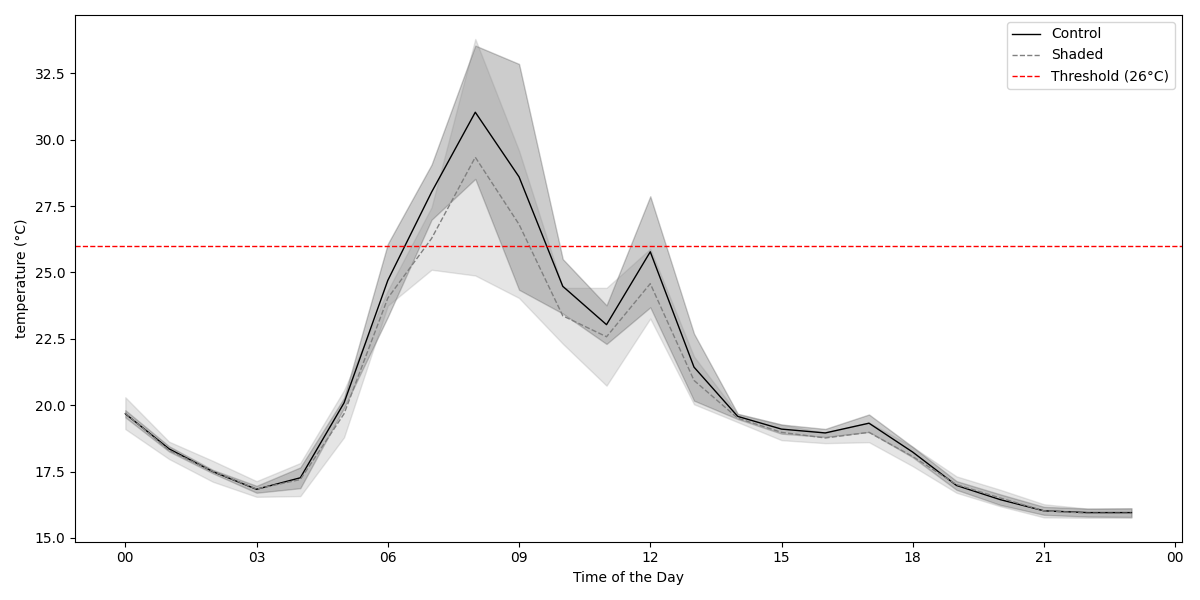 Control
Shaded
Threshold (26°C)
temperature (°C)
32.5
30.0
27.5
25.0
22.5
20.0
17.5
15.0
00 03 06 09 12 15 18 21 00
Time of the Day